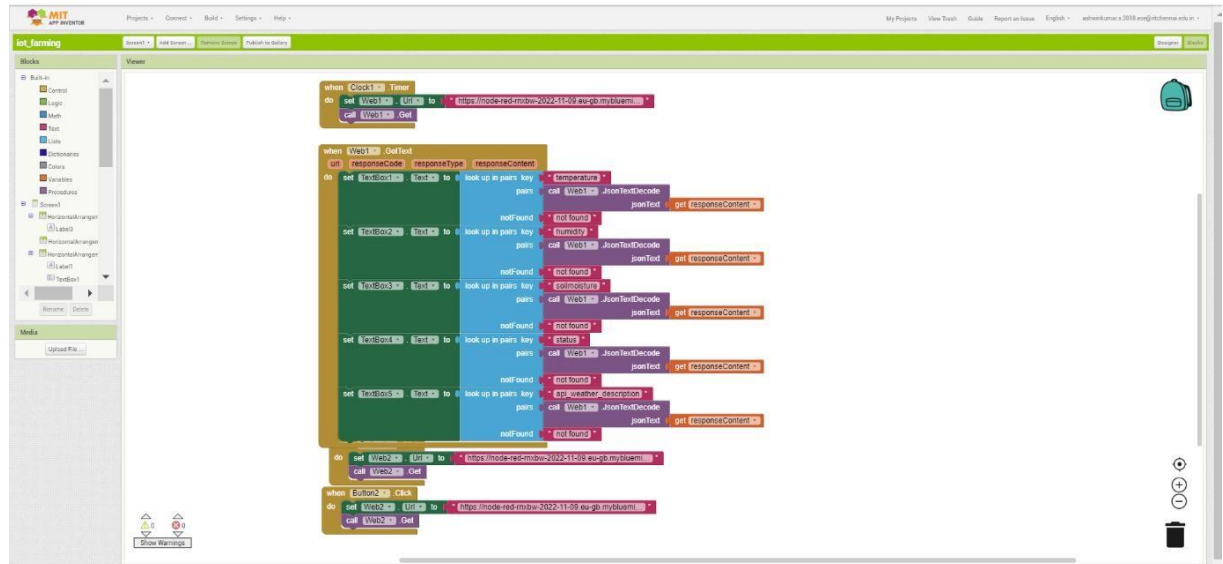 MIT
APP INVENTOR
Projects Connect Build Settings Help
My Projects View Trash Guide Report an Issue English
iot_farming
Screen1 Add Screen ... Remove Screen Publish to Gallery
Designer Blocks
Blocks
Viewer
Built-in
Control
Logic
Math
Text
Lists
Dictionaries
Colors
Variables
Procedures
Screen1
HorizontalArrangem
Label3
HorizontalArrangem
HorizontalArrangem
Label1
TextBox1
Rename Delete
Media
Upload File ...
when Clock1 .Timer
do set Web1 . Url to " https://node-red-rnxbw-2022-11-09.eu-gb.mybluemi... "
call Web1 .Get
when Web1 .GotText
url responseCode responseType responseContent
do set TextBox1 . Text to look up in pairs key " temperature "
pairs call Web1 .JsonTextDecode
jsonText get responseContent
notFound " not found "
set TextBox2 . Text to look up in pairs key " humidity "
pairs call Web1 .JsonTextDecode
jsonText get responseContent
notFound " not found "
set TextBox3 . Text to look up in pairs key " soilmoisture "
pairs call Web1 .JsonTextDecode
jsonText get responseContent
notFound " not found "
set TextBox4 . Text to look up in pairs key " status "
pairs call Web1 .JsonTextDecode
jsonText get responseContent
notFound " not found "
set TextBox5 . Text to look up in pairs key " api_weather_description "
pairs call Web1 .JsonTextDecode
jsonText get responseContent
notFound " not found "
do set Web2 . Url to " https://node-red-rnxbw-2022-11-09.eu-gb.mybluemi... "
call Web2 .Get
when Button2 .Click
do set Web2 . Url to " https://node-red-rnxbw-2022-11-09.eu-gb.mybluemi... "
call Web2 .Get
0 0
Show Warnings